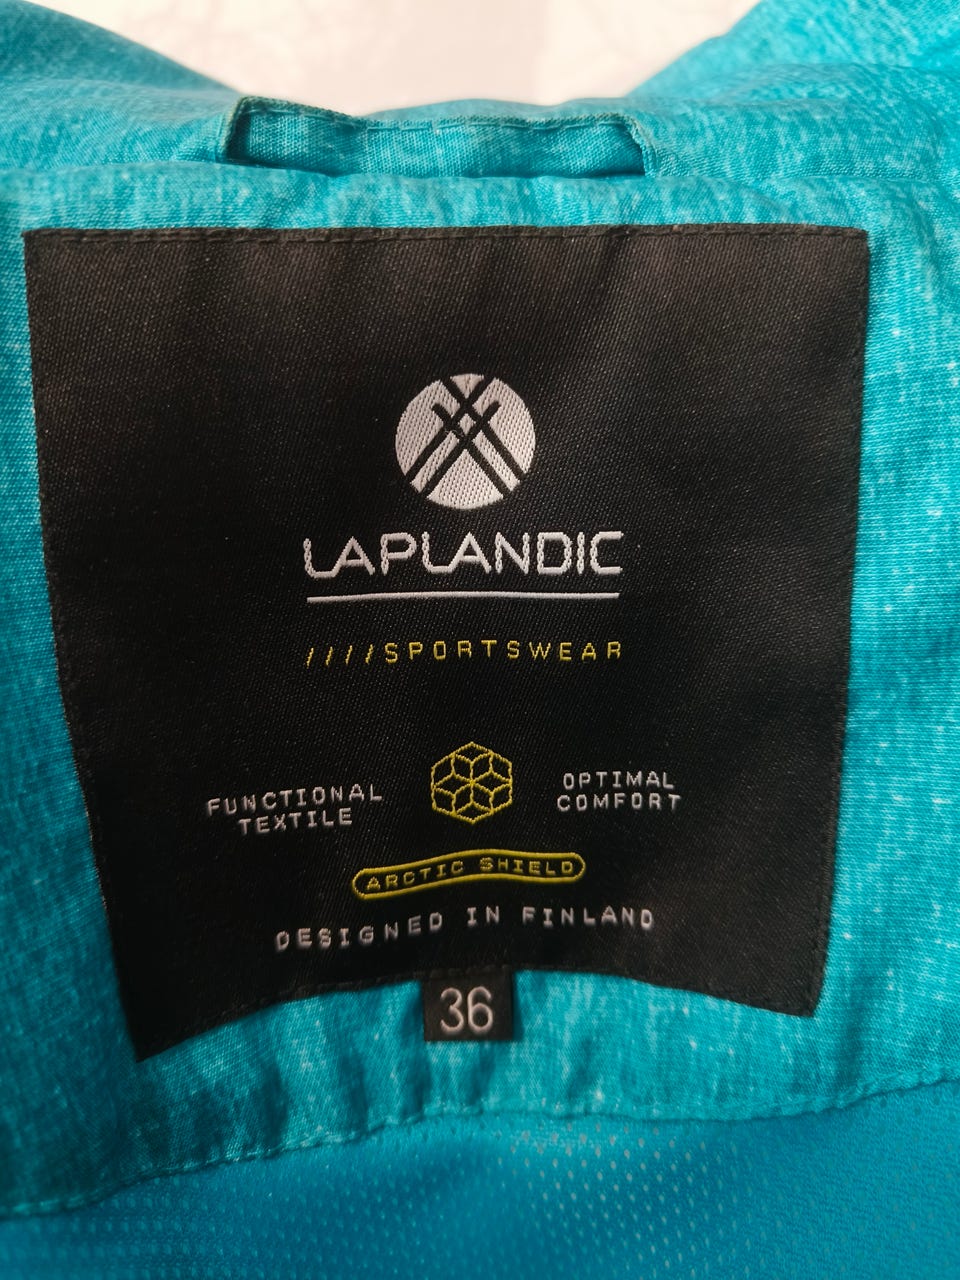 LAPLANDIC
////SPORTSWEAR
FUNCTIONAL
TEXTILE
OPTIMAL
COMFORT
ARCTIC SHIELD
DESIGNED IN FINLAND
36